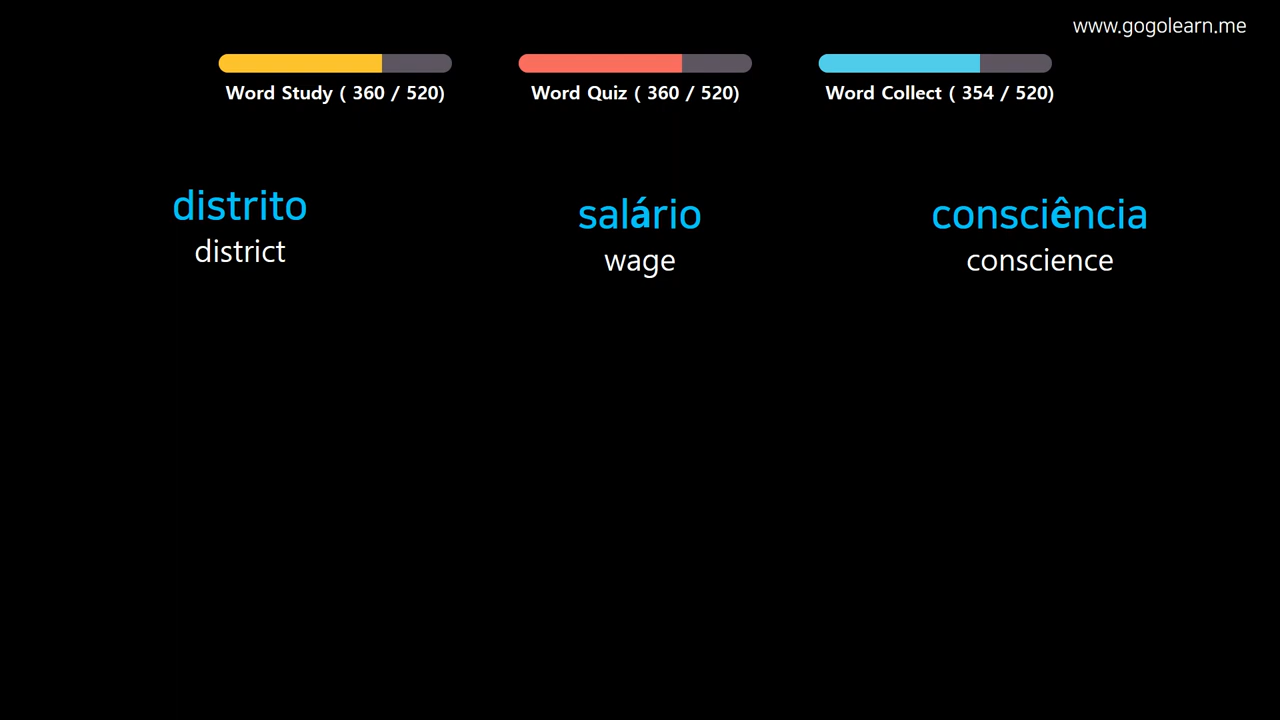 www.gogolearn.me
Word Study ( 360 / 520)
Word Quiz ( 360 / 520)
Word Collect ( 354 / 520)
distrito
district
salário
wage
consciência
conscience